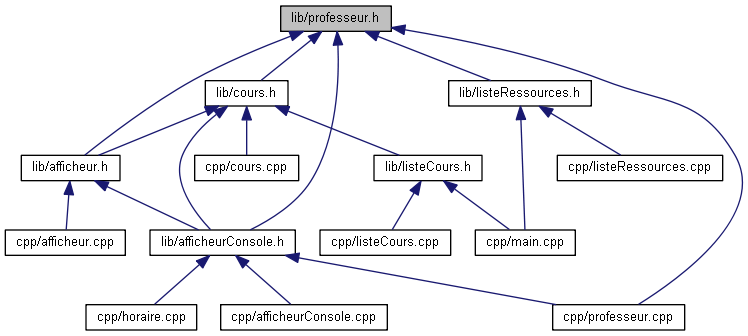 lib/professeur.h
lib/cours.h
lib/listeRessources.h
lib/afficheur.h
cpp/cours.cpp
lib/listeCours.h
cpp/listeRessources.cpp
cpp/afficheur.cpp
lib/afficheurConsole.h
cpp/listeCours.cpp
cpp/main.cpp
cpp/horaire.cpp
cpp/afficheurConsole.cpp
cpp/professeur.cpp